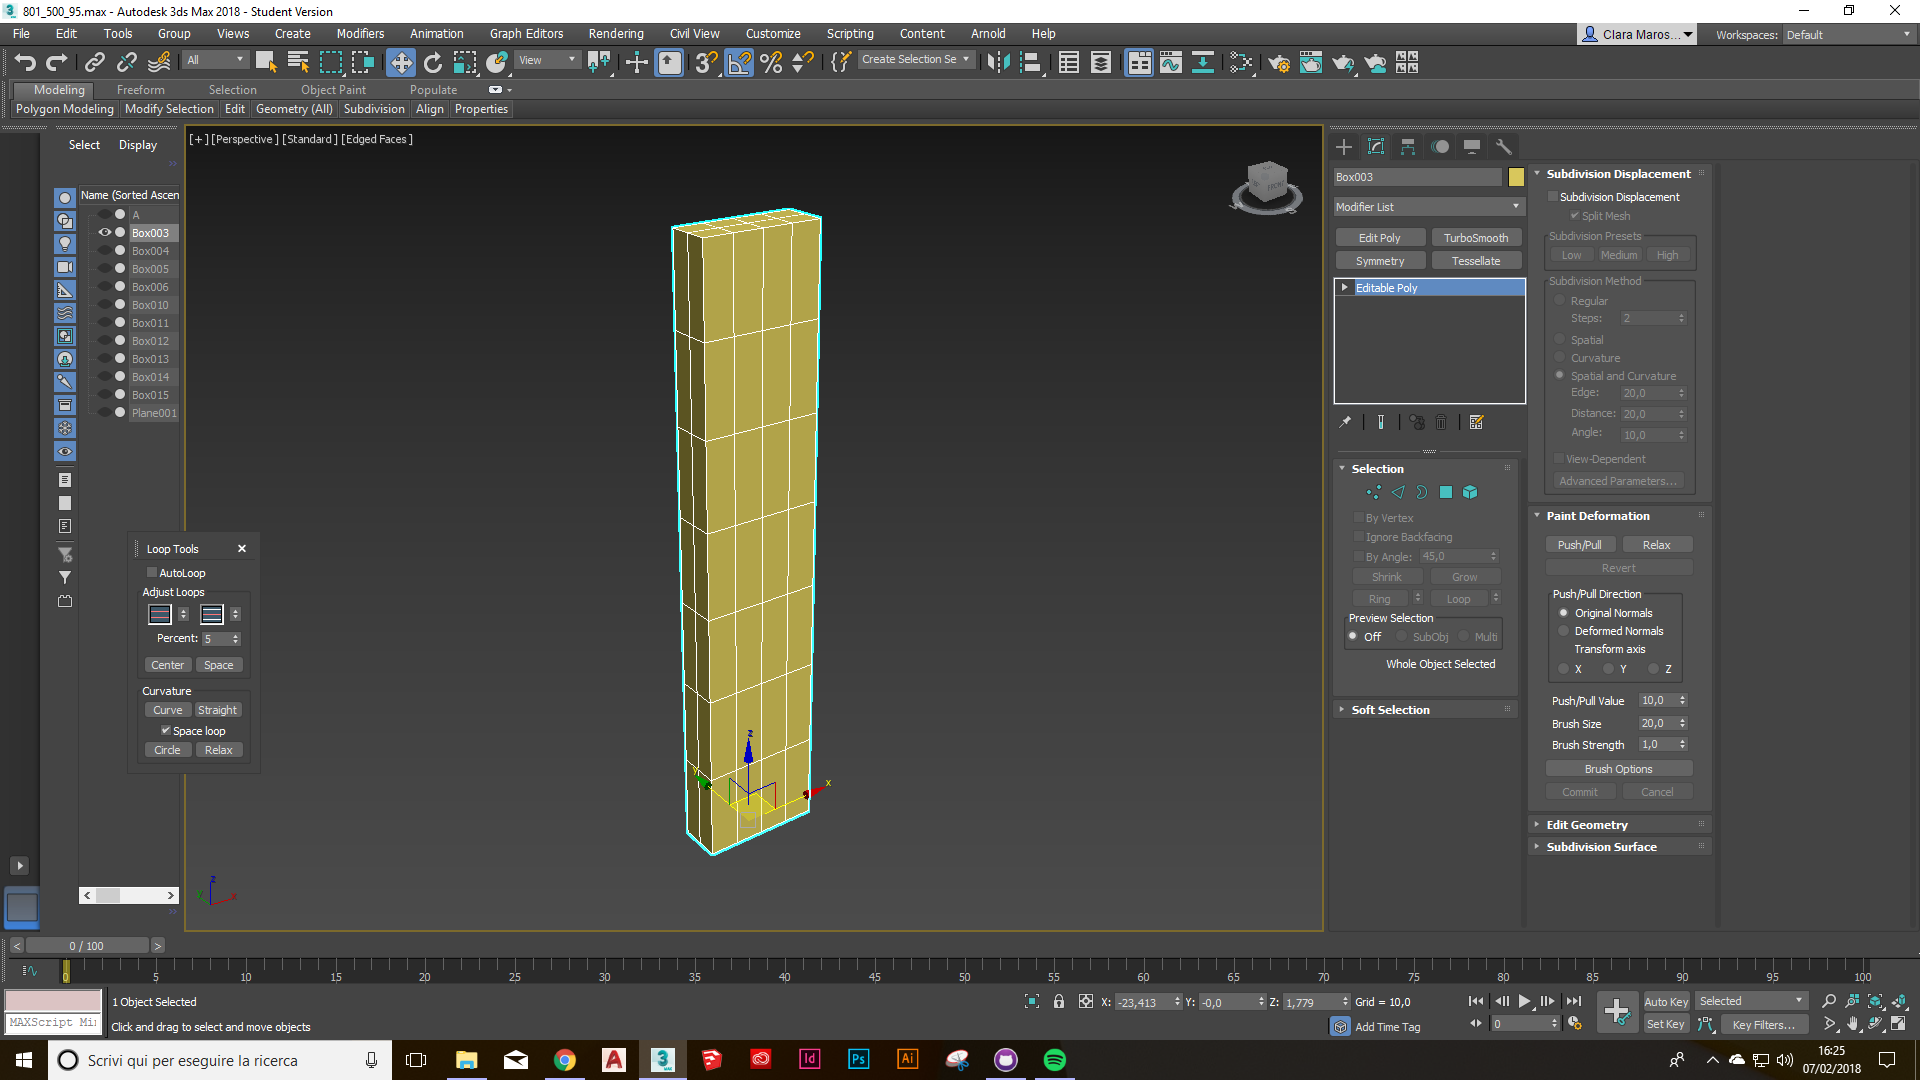 801_500_95.max - Autodesk 3ds Max 2018 - Student Version
File Edit Tools Group Views Create Modifiers Animation Graph Editors Rendering Civil View Customize Scripting Content Arnold Help
Clara Maros... Workspaces: Default
All View Create Selection Se
Modeling Freeform Selection Object Paint Populate
Polygon Modeling Modify Selection Edit Geometry (All) Subdivision Align Properties
Select Display
Name (Sorted Ascen
A
Box003
Box004
Box005
Box006
Box010
Box011
Box012
Box013
Box014
Box015
Plane001
[+] [Perspective] [Standard] [Edged Faces]
FRONT
z
y
x
z
x
Loop Tools
AutoLoop
Adjust Loops
Percent: 5
Center Space
Curvature
Curve Straight
Space loop
Circle Relax
Box003
Modifier List
Edit Poly TurboSmooth
Symmetry Tessellate
Editable Poly
Selection
By Vertex
Ignore Backfacing
By Angle: 45,0
Shrink Grow
Ring Loop
Preview Selection
Off SubObj Multi
Whole Object Selected
Soft Selection
Subdivision Displacement
Subdivision Displacement
Split Mesh
Subdivision Presets
Low Medium High
Subdivision Method
Regular
Steps: 2
Spatial
Curvature
Spatial and Curvature
Edge: 20,0
Distance: 20,0
Angle: 10,0
View-Dependent
Advanced Parameters...
Paint Deformation
Push/Pull Relax
Revert
Push/Pull Direction
Original Normals
Deformed Normals
Transform axis
X Y Z
Push/Pull Value 10,0
Brush Size 20,0
Brush Strength 1,0
Brush Options
Commit Cancel
Edit Geometry
Subdivision Surface
< 0 / 100 >
0 5 10 15 20 25 30 35 40 45 50 55 60 65 70 75 80 85 90 95 100
1 Object Selected
X: -23,413 Y: -0,0 Z: 1,779 Grid = 10,0
Auto Key Selected
MAXScript Mi
Click and drag to select and move objects
Add Time Tag
0
Set Key Key Filters...
Scrivi qui per eseguire la ricerca
16:25
07/02/2018